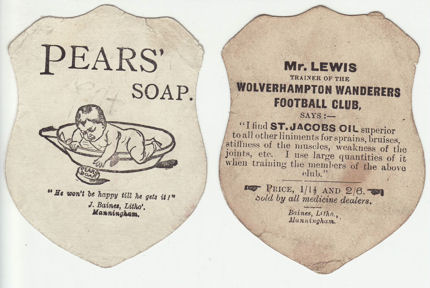 PEARS'
SOAP.
PEARS
SOAP
"He won't be happy till he gets it!"
J. Baines, Litho'.
Manningham.
Mr. LEWIS
TRAINER OF THE
WOLVERHAMPTON WANDERERS
FOOTBALL CLUB,
SAYS:—
"I find ST. JACOBS OIL superior
to all other liniments for sprains, bruises,
stiffness of the muscles, weakness of the
joints, etc. I use large quantities of it
when training the members of the above
club."
PRICE, 1/1½ AND 2/6.
Sold by all medicine dealers.
Baines, Litho.,
Manningham.